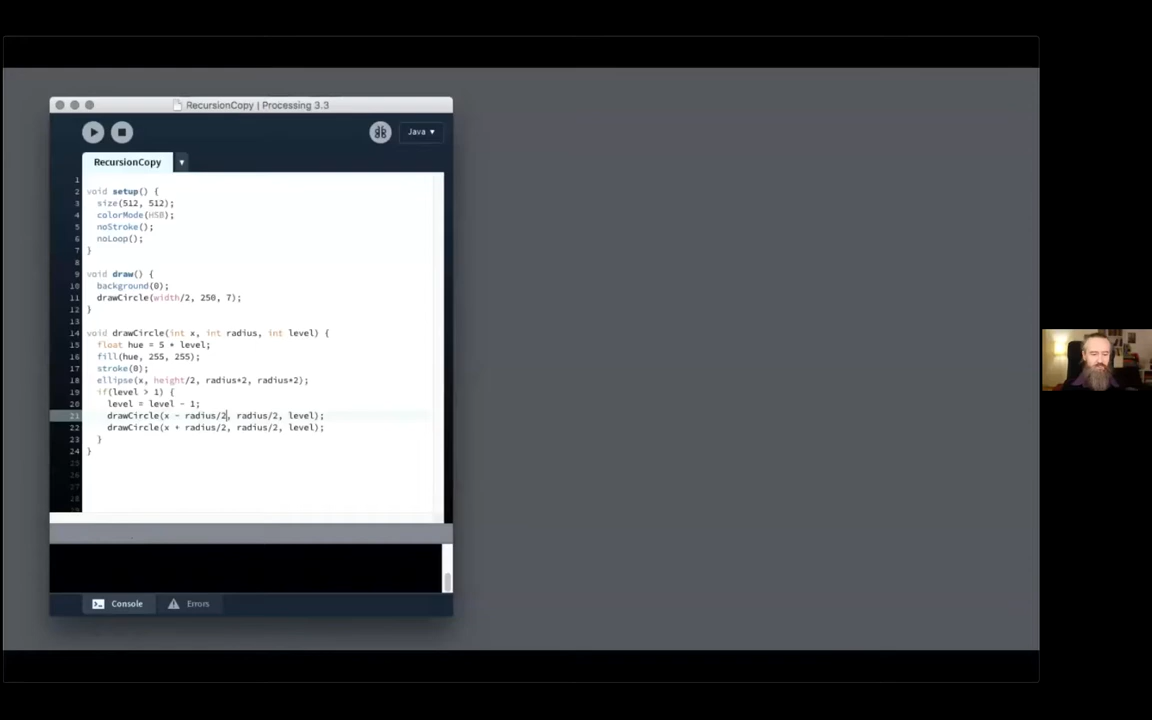 RecursionCopy | Processing 3.3
Java ▾
RecursionCopy ▾
1
2 void setup() {
3 size(512, 512);
4 colorMode(HSB);
5 noStroke();
6 noLoop();
7 }
8
9 void draw() {
10 background(0);
11 drawCircle(width/2, 250, 7);
12 }
13
14 void drawCircle(int x, int radius, int level) {
15 float hue = 5 * level;
16 fill(hue, 255, 255);
17 stroke(0);
18 ellipse(x, height/2, radius*2, radius*2);
19 if(level > 1) {
20 level = level - 1;
21 drawCircle(x - radius/2, radius/2, level);
22 drawCircle(x + radius/2, radius/2, level);
23 }
24 }
25
26
27
28
Console Errors